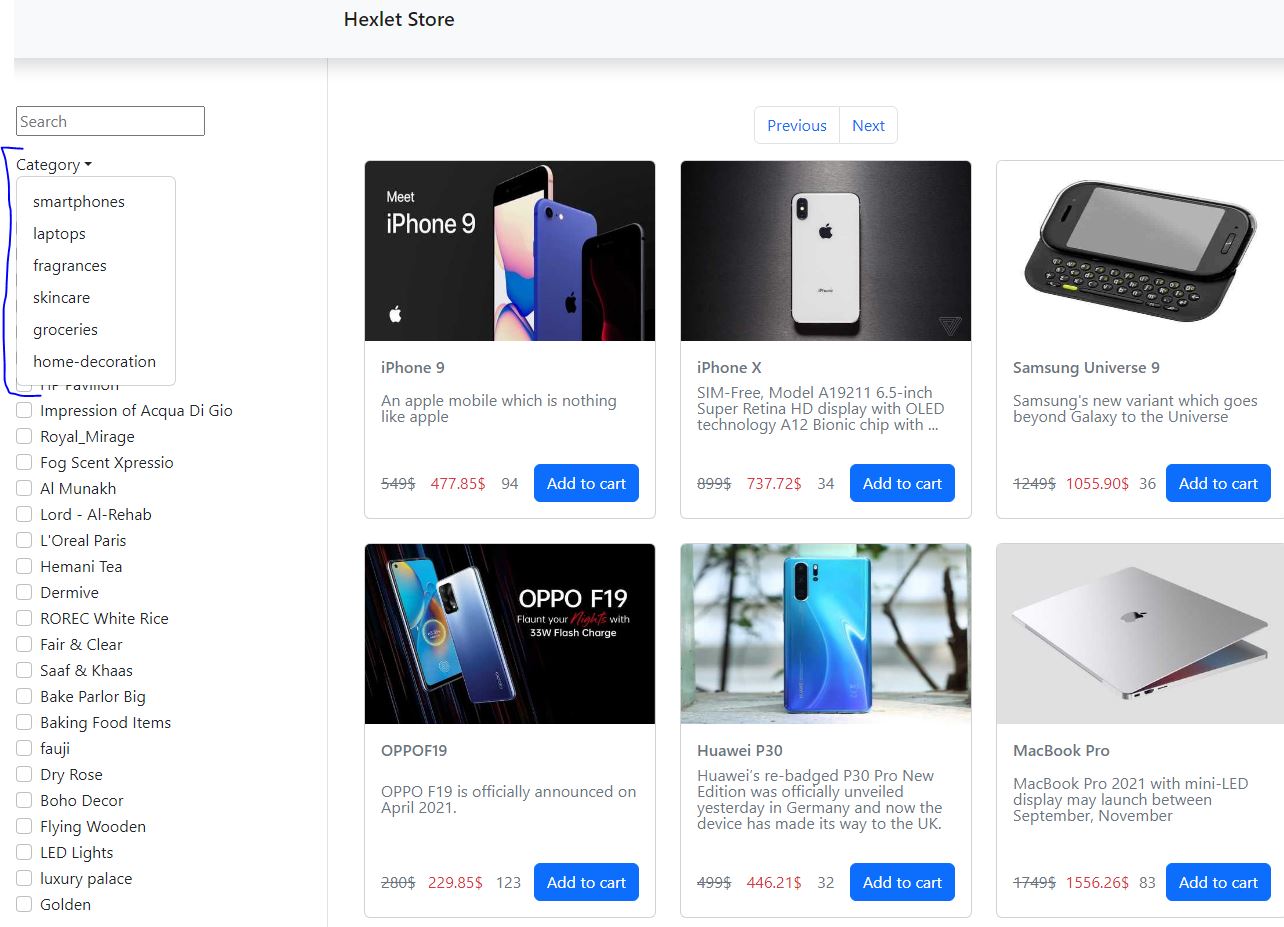 Hexlet Store
Search
Category
smartphones
laptops
fragrances
skincare
groceries
home-decoration
HP Pavilion
Impression of Acqua Di Gio
Royal_Mirage
Fog Scent Xpressio
Al Munakh
Lord - Al-Rehab
L'Oreal Paris
Hemani Tea
Dermive
ROREC White Rice
Fair & Clear
Saaf & Khaas
Bake Parlor Big
Baking Food Items
fauji
Dry Rose
Boho Decor
Flying Wooden
LED Lights
luxury palace
Golden
Previous Next
Meet
iPhone 9
iPhone 9
An apple mobile which is nothing
like apple
549$ 477.85$ 94 Add to cart
iPhone
iPhone X
SIM-Free, Model A19211 6.5-inch
Super Retina HD display with OLED
technology A12 Bionic chip with ...
899$ 737.72$ 34 Add to cart
Samsung Universe 9
Samsung's new variant which goes
beyond Galaxy to the Universe
1249$ 1055.90$ 36 Add to cart
OPPO F19
Flaunt your Nights with
33W Flash Charge
OPPOF19
OPPO F19 is officially announced on
April 2021.
280$ 229.85$ 123 Add to cart
Huawei P30
Huawei’s re-badged P30 Pro New
Edition was officially unveiled
yesterday in Germany and now the
device has made its way to the UK.
499$ 446.21$ 32 Add to cart
MacBook Pro
MacBook Pro 2021 with mini-LED
display may launch between
September, November
1749$ 1556.26$ 83 Add to cart